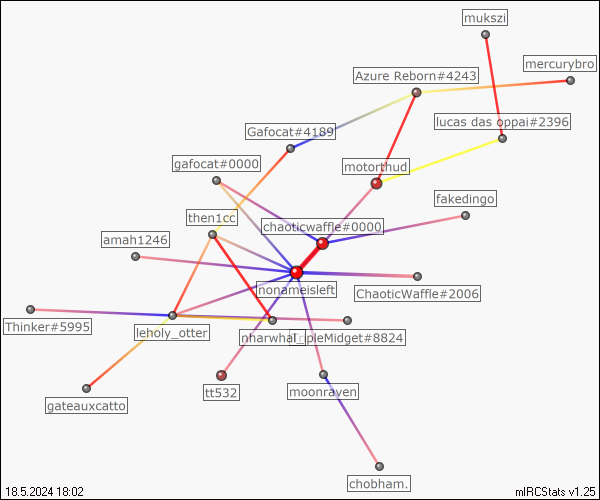 mukszi
mercurybro
Azure Reborn#4243
lucas das oppai#2396
Gafocat#4189
gafocat#0000
motorthud
fakedingo
then1cc
chaoticwaffle#0000
amah1246
nonameisleft
ChaoticWaffle#2006
Thinker#5995
leholy_otter
nharwhal
pleMidget#8824
tt532
moonraven
gateauxcatto
chobham.
18.5.2024 18:02
mIRCStats v1.25